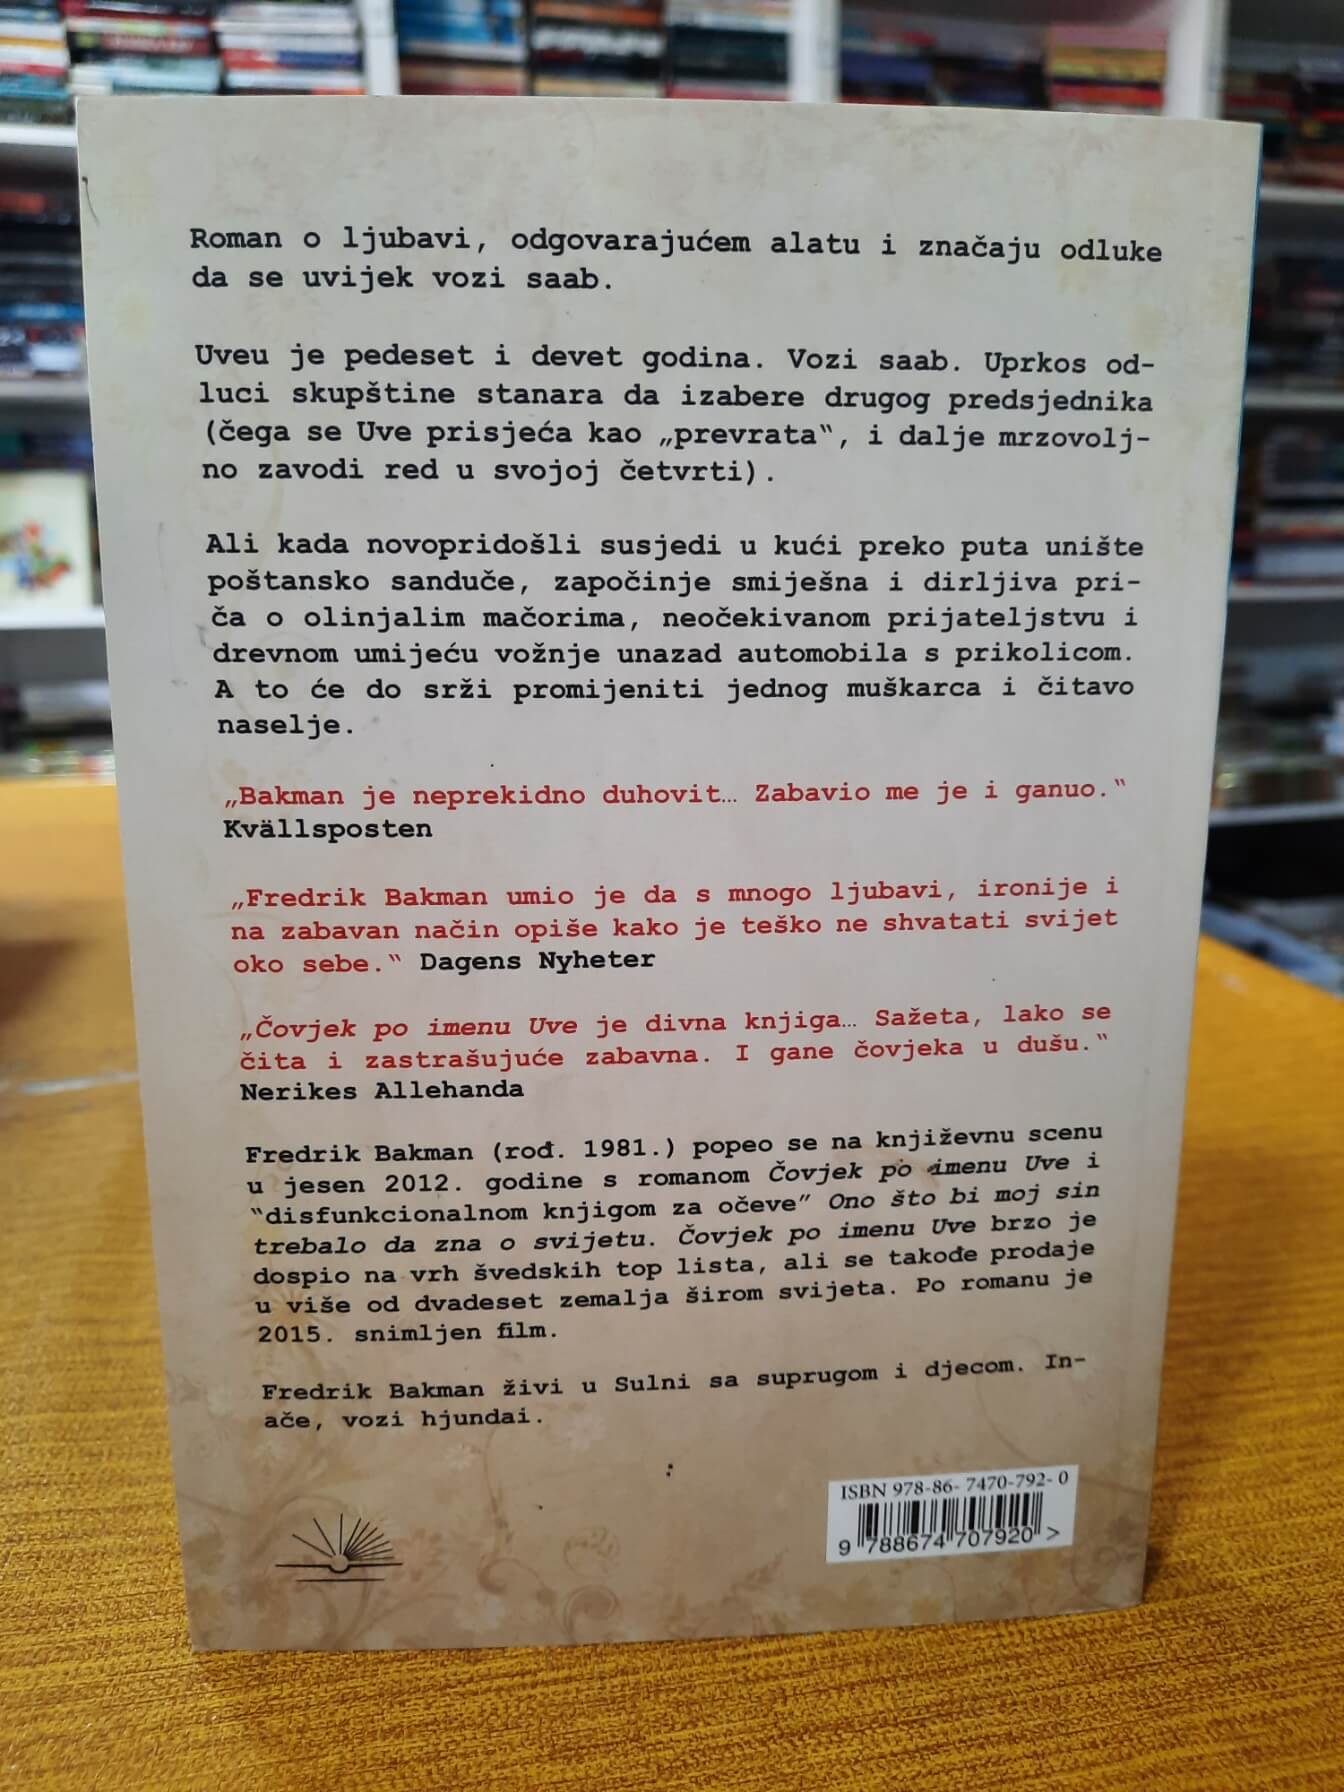 Roman o ljubavi, odgovarajućem alatu i značaju odluke
da se uvijek vozi saab.
Uveu je pedeset i devet godina. Vozi saab. Uprkos od-
luci skupštine stanara da izabere drugog predsjednika
(čega se Uve prisjeća kao „prevrata‟, i dalje mrzovolj-
no zavodi red u svojoj četvrti).
Ali kada novopridošli susjedi u kući preko puta unište
poštansko sanduče, započinje smiješna i dirljiva pri-
ča o olinjalim mačorima, neočekivanom prijateljstvu i
drevnom umijeću vožnje unazad automobila s prikolicom.
A to će do srži promijeniti jednog muškarca i čitavo
naselje.
„Bakman je neprekidno duhovit… Zabavio me je i ganuo.‟
Kvällsposten
„Fredrik Bakman umio je da s mnogo ljubavi, ironije i
na zabavan način opiše kako je teško ne shvatati svijet
oko sebe.‟ Dagens Nyheter
„Čovjek po imenu Uve je divna knjiga… Sažeta, lako se
čita i zastrašujuće zabavna. I gane čovjeka u dušu.‟
Nerikes Allehanda
Fredrik Bakman (rođ. 1981.) popeo se na književnu scenu
u jesen 2012. godine s romanom Čovjek po imenu Uve i
‟disfunkcionalnom knjigom za očeve” Ono što bi moj sin
trebalo da zna o svijetu. Čovjek po imenu Uve brzo je
dospio na vrh švedskih top lista, ali se takođe prodaje
u više od dvadeset zemalja širom svijeta. Po romanu je
2015. snimljen film.
Fredrik Bakman živi u Sulni sa suprugom i djecom. In-
ače, vozi hjundai.
ISBN 978-86- 7470-792- 0
9 788674 707920 >